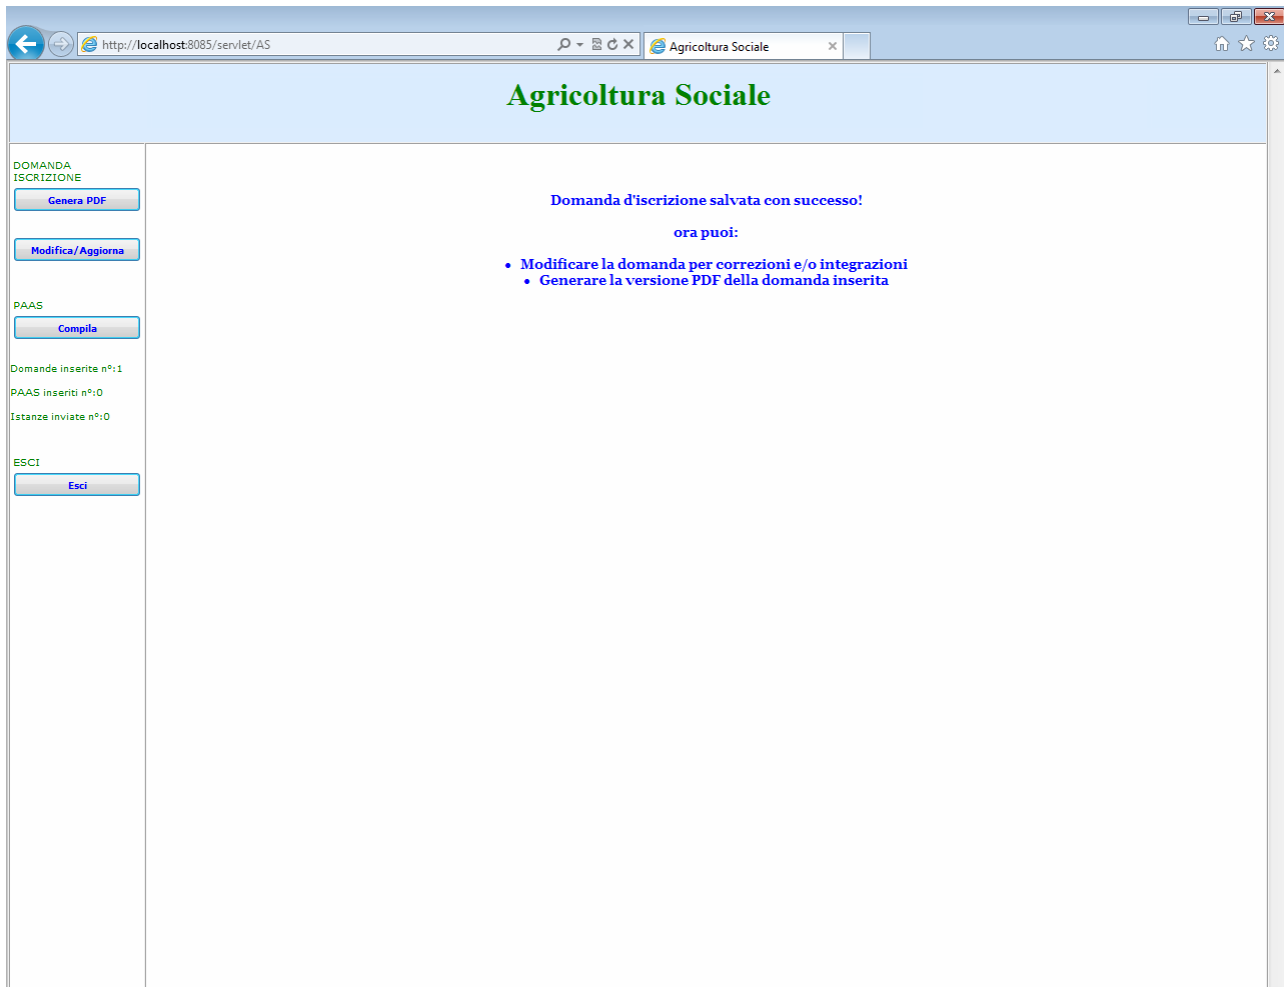 http://localhost:8085/servlet/AS
Agricoltura Sociale
Agricoltura Sociale
DOMANDA
ISCRIZIONE
Genera PDF
Modifica/Aggiorna
PAAS
Compila
Domande inserite n°:1
PAAS inseriti n°:0
Istanze inviate n°:0
ESCI
Esci
Domanda d'iscrizione salvata con successo!
ora puoi:
• Modificare la domanda per correzioni e/o integrazioni
• Generare la versione PDF della domanda inserita